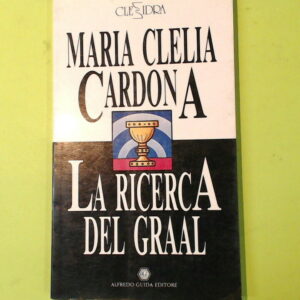 CLESSIDRA
MARIA CLELIA
CARDONA
LA RICERCA
DEL GRAAL
ALFREDO GUIDA EDITORE